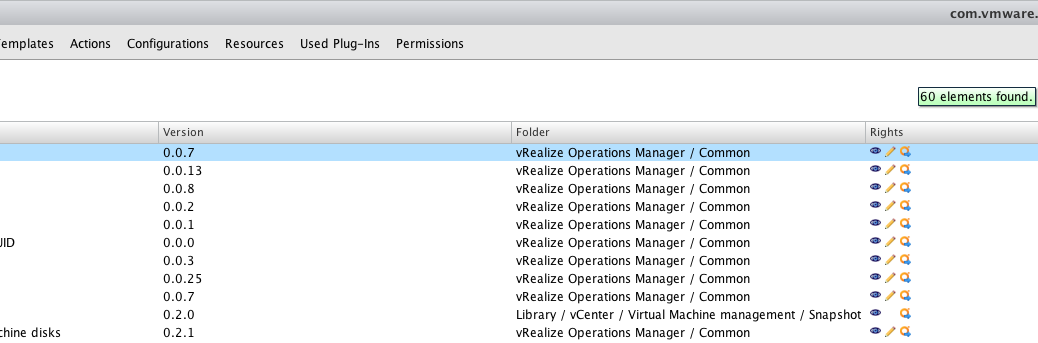 com.vmware.
emplates Actions Configurations Resources Used Plug-Ins Permissions
60 elements found.
Version Folder Rights
0.0.7 vRealize Operations Manager / Common
0.0.13 vRealize Operations Manager / Common
0.0.8 vRealize Operations Manager / Common
0.0.2 vRealize Operations Manager / Common
0.0.1 vRealize Operations Manager / Common
UID 0.0.0 vRealize Operations Manager / Common
0.0.3 vRealize Operations Manager / Common
0.0.25 vRealize Operations Manager / Common
0.0.7 vRealize Operations Manager / Common
0.2.0 Library / vCenter / Virtual Machine management / Snapshot
chine disks 0.2.1 vRealize Operations Manager / Common